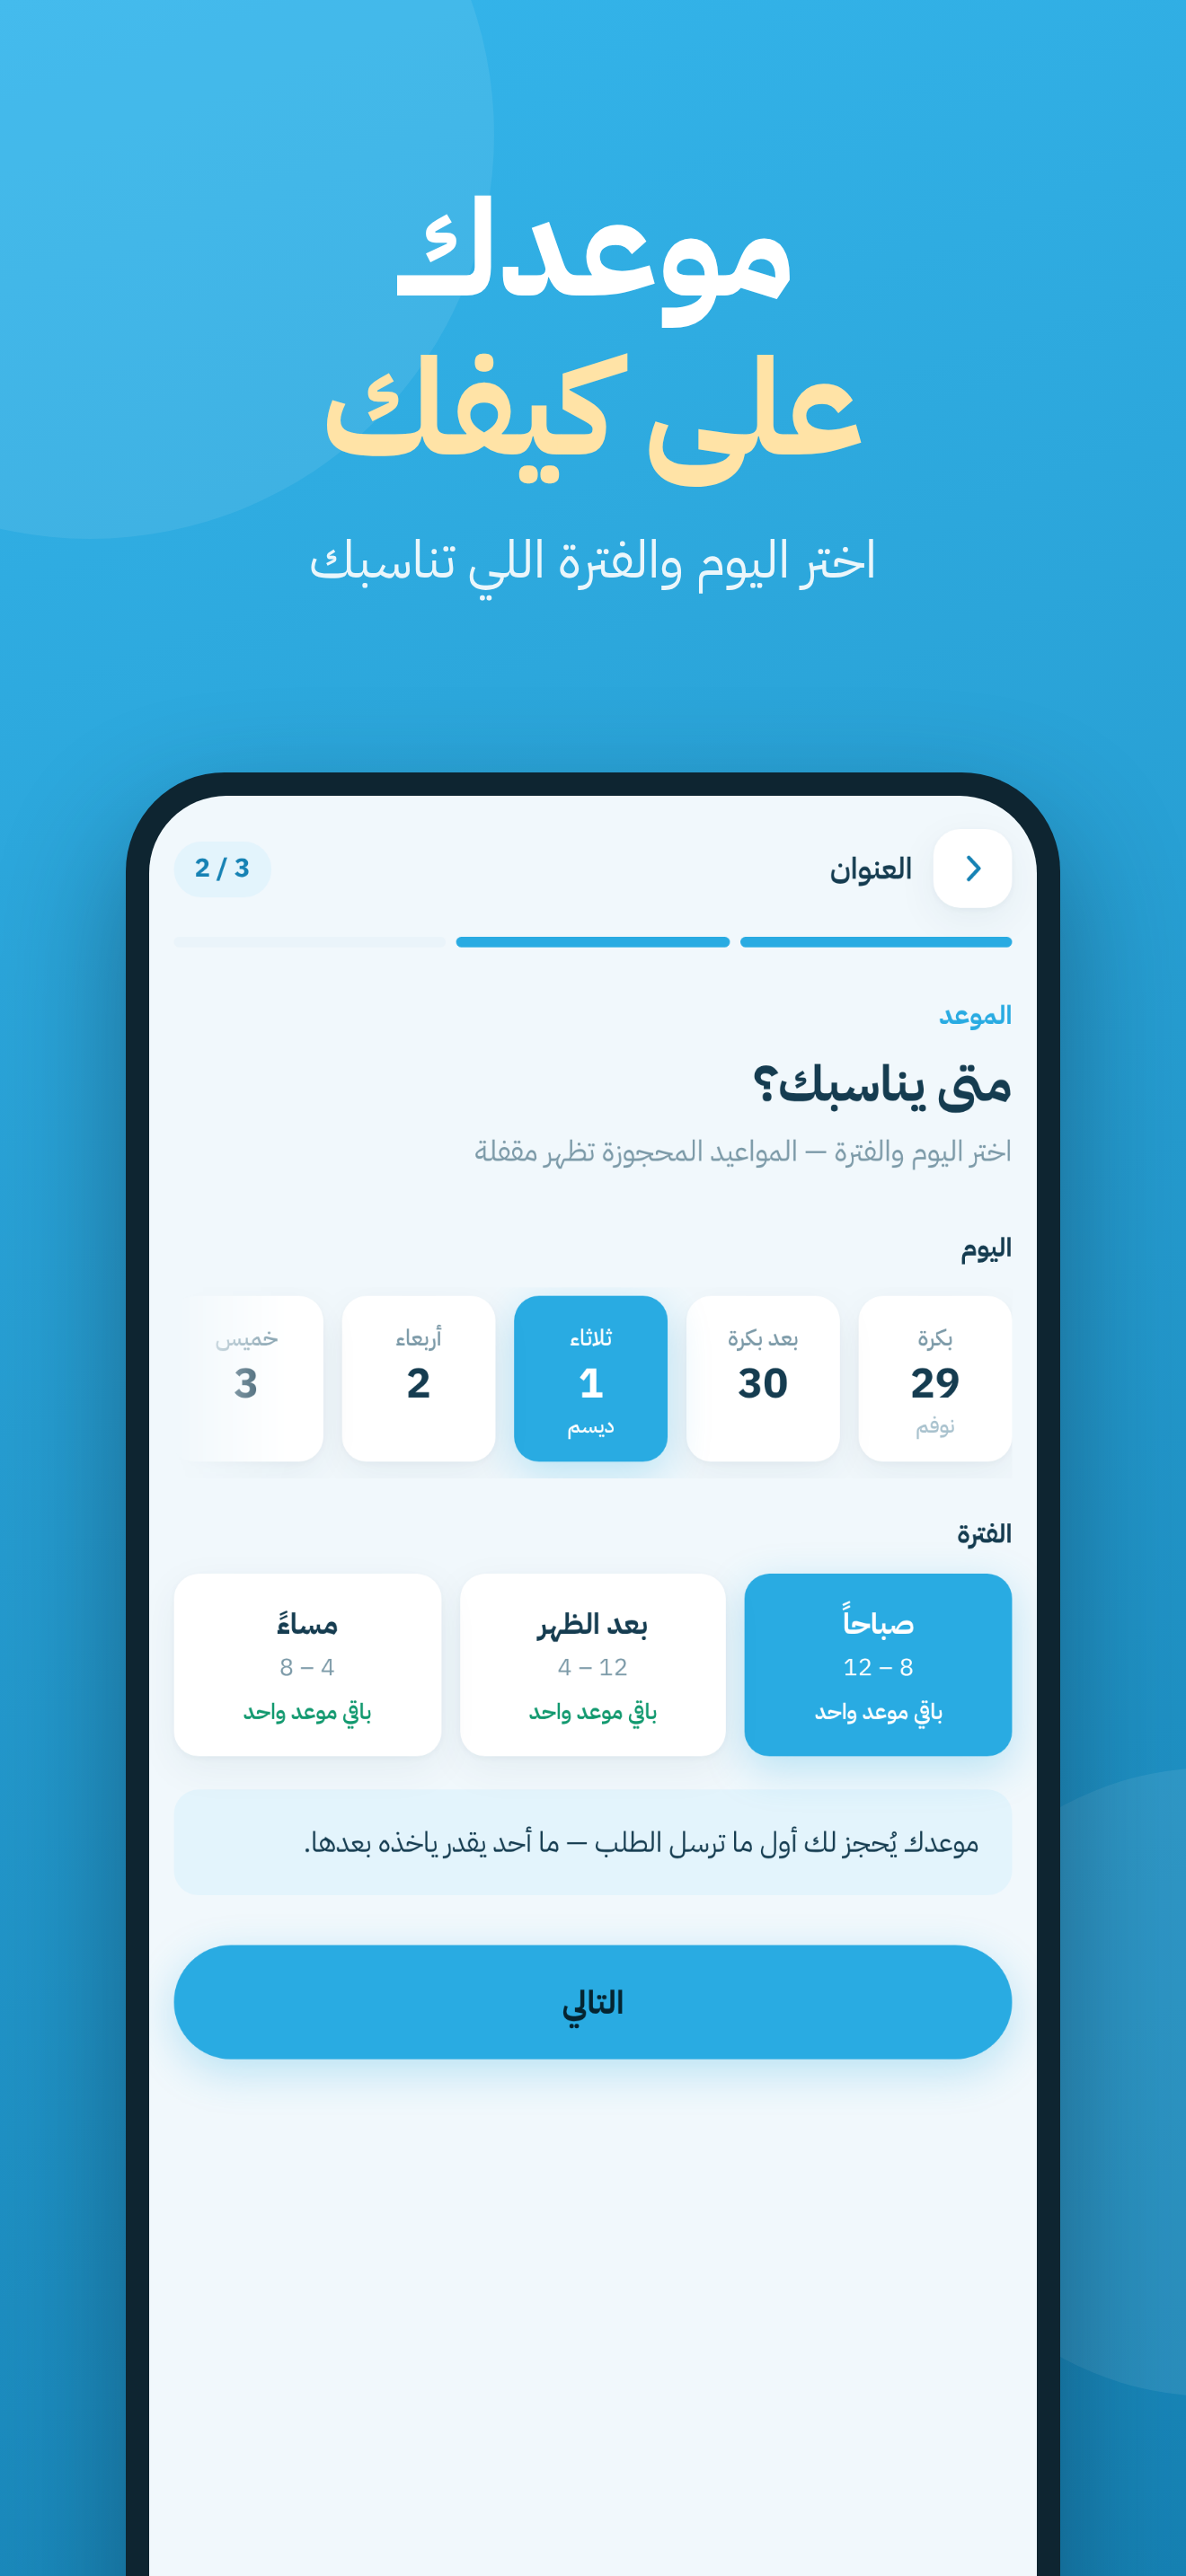 موعدك
على كيفك
اختر اليوم والفترة اللي تناسبك
العنوان
2 / 3
الموعد
متى يناسبك؟
اختر اليوم والفترة — المواعيد المحجوزة تظهر مقفلة
اليوم
بكرة
29
نوفم
بعد بكرة
30
ثلاثاء
1
ديسم
أربعاء
2
خميس
3
الفترة
صباحاً
8 – 12
باقي موعد واحد
بعد الظهر
12 – 4
باقي موعد واحد
مساءً
4 – 8
باقي موعد واحد
موعدك يُحجز لك أول ما ترسل الطلب — ما أحد يقدر ياخذه بعدها.
التالي